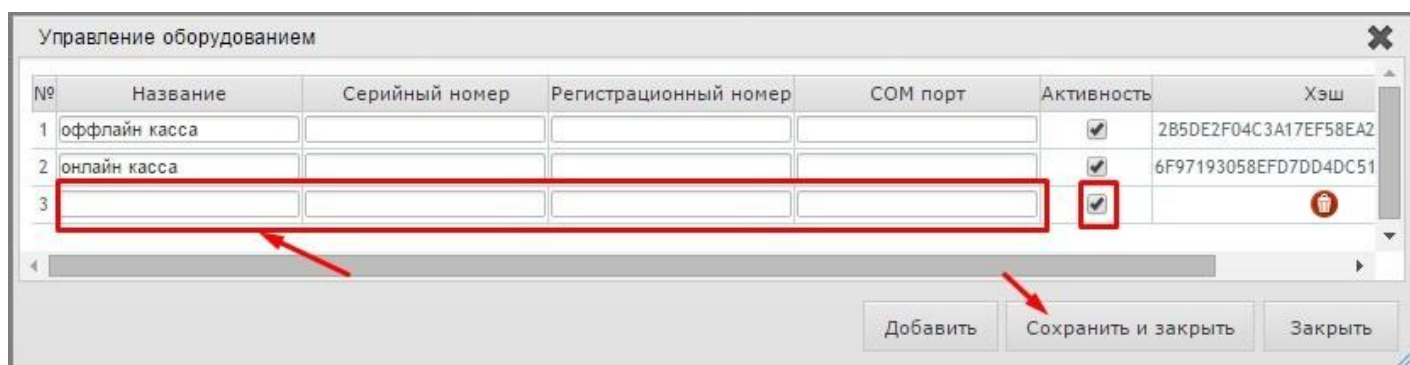 Управление оборудованием
№ Название Серийный номер Регистрационный номер COM порт Активность Хэш
1 оффлайн касса 2B5DE2F04C3A17EF58EA2
2 онлайн касса 6F97193058EFD7DD4DC51
3
Добавить Сохранить и закрыть Закрыть